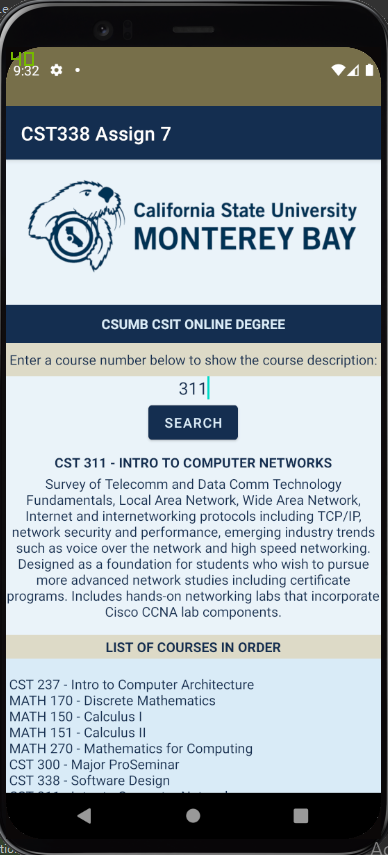 40
9:32
CST338 Assign 7
California State University
MONTEREY BAY
CSUMB CSIT ONLINE DEGREE
Enter a course number below to show the course description:
311
SEARCH
CST 311 - INTRO TO COMPUTER NETWORKS
Survey of Telecomm and Data Comm Technology
Fundamentals, Local Area Network, Wide Area Network,
Internet and internetworking protocols including TCP/IP,
network security and performance, emerging industry trends
such as voice over the network and high speed networking.
Designed as a foundation for students who wish to pursue
more advanced network studies including certificate
programs. Includes hands-on networking labs that incorporate
Cisco CCNA lab components.
LIST OF COURSES IN ORDER
CST 237 - Intro to Computer Architecture
MATH 170 - Discrete Mathematics
MATH 150 - Calculus I
MATH 151 - Calculus II
MATH 270 - Mathematics for Computing
CST 300 - Major ProSeminar
CST 338 - Software Design